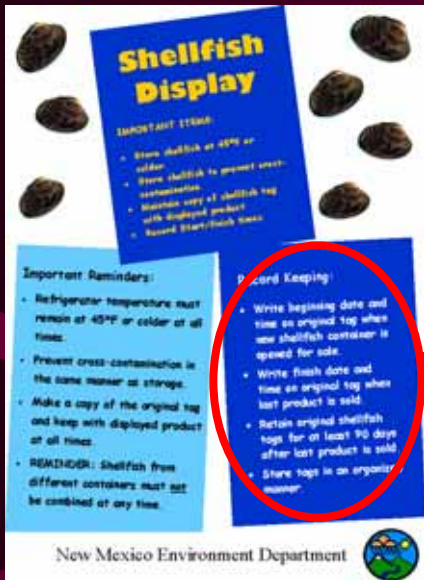 Shellfish
Display
IMPORTANT ITEMS:
• Store shellfish at 45ºF or
colder
• Store shellfish to prevent cross-
contamination
• Maintain copy of shellfish tag
with displayed product
• Record Start/finish times
Important Reminders:
• Refrigerator temperature must
remain at 45ºF or colder at all
times.
• Prevent cross-contamination in
the same manner as storage.
• Make a copy of the original tag
and keep with displayed product
at all times.
• REMINDER: Shellfish from
different containers must not
be combined at any time.
Record Keeping:
• Write beginning date and
time on original tag when
new shellfish container is
opened for sale.
• Write finish date and
time on original tag when
last product is sold.
• Retain original shellfish
tags for at least 90 days
after last product is sold
• Store tags in an organized
manner.
New Mexico Environment Department